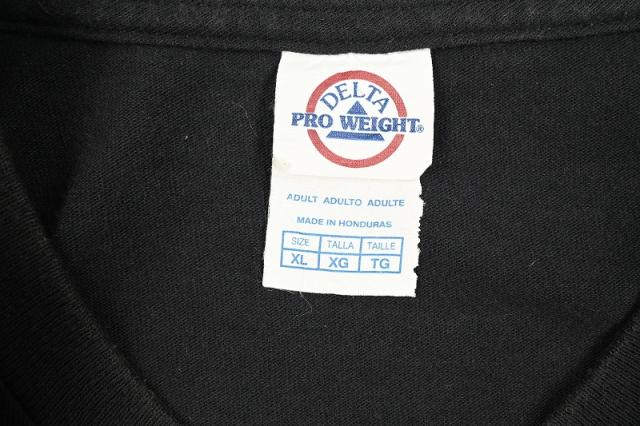 DELTA
PRO WEIGHT®
ADULT ADULTO ADULTE
MADE IN HONDURAS
SIZE TALLA TAILLE
XL XG TG